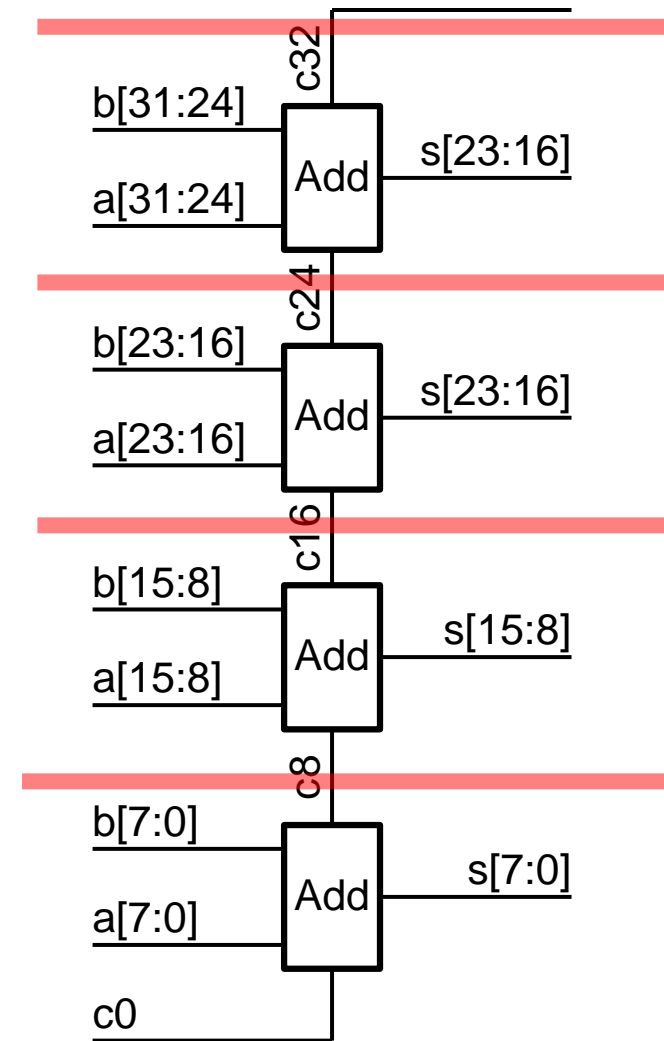 c32
b[31:24]
Add
s[23:16]
a[31:24]
c24
b[23:16]
Add
s[23:16]
a[23:16]
c16
b[15:8]
Add
s[15:8]
a[15:8]
c8
b[7:0]
Add
s[7:0]
a[7:0]
c0